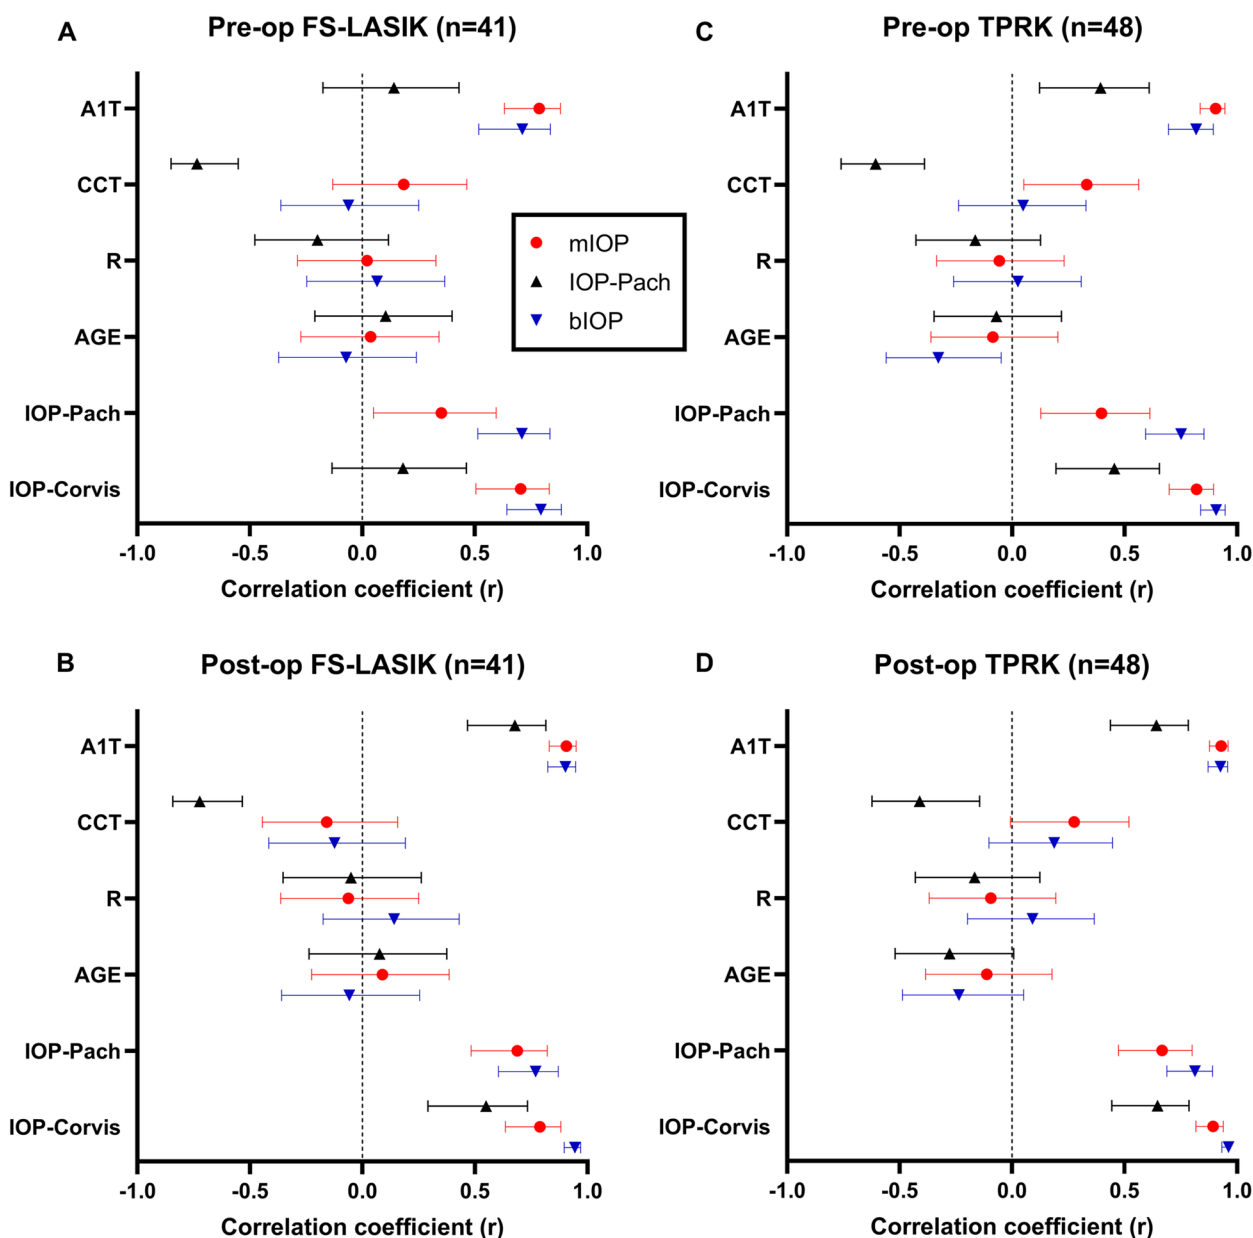 A
Pre-op FS-LASIK (n=41)
A1T
CCT
R
AGE
IOP-Pach
IOP-Corvis
-1.0 -0.5 0.0 0.5 1.0
Correlation coefficient (r)
mIOP
IOP-Pach
bIOP
C
Pre-op TPRK (n=48)
A1T
CCT
R
AGE
IOP-Pach
IOP-Corvis
-1.0 -0.5 0.0 0.5 1.0
Correlation coefficient (r)
B
Post-op FS-LASIK (n=41)
A1T
CCT
R
AGE
IOP-Pach
IOP-Corvis
-1.0 -0.5 0.0 0.5 1.0
Correlation coefficient (r)
D
Post-op TPRK (n=48)
A1T
CCT
R
AGE
IOP-Pach
IOP-Corvis
-1.0 -0.5 0.0 0.5 1.0
Correlation coefficient (r)